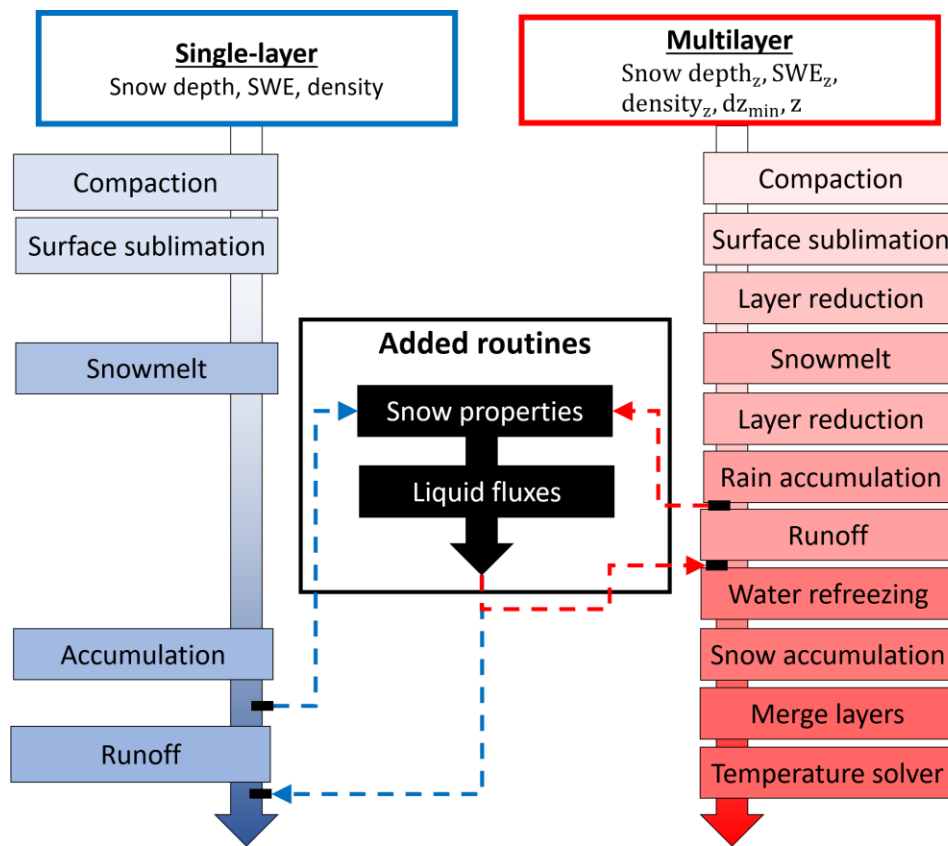 Single-layer
Snow depth, SWE, density
Compaction
Surface sublimation
Snowmelt
Accumulation
Runoff
Added routines
Snow properties
Liquid fluxes
Multilayer
Snow depth_z, SWE_z,
density_z, dz_min, z
Compaction
Surface sublimation
Layer reduction
Snowmelt
Layer reduction
Rain accumulation
Runoff
Water refreezing
Snow accumulation
Merge layers
Temperature solver